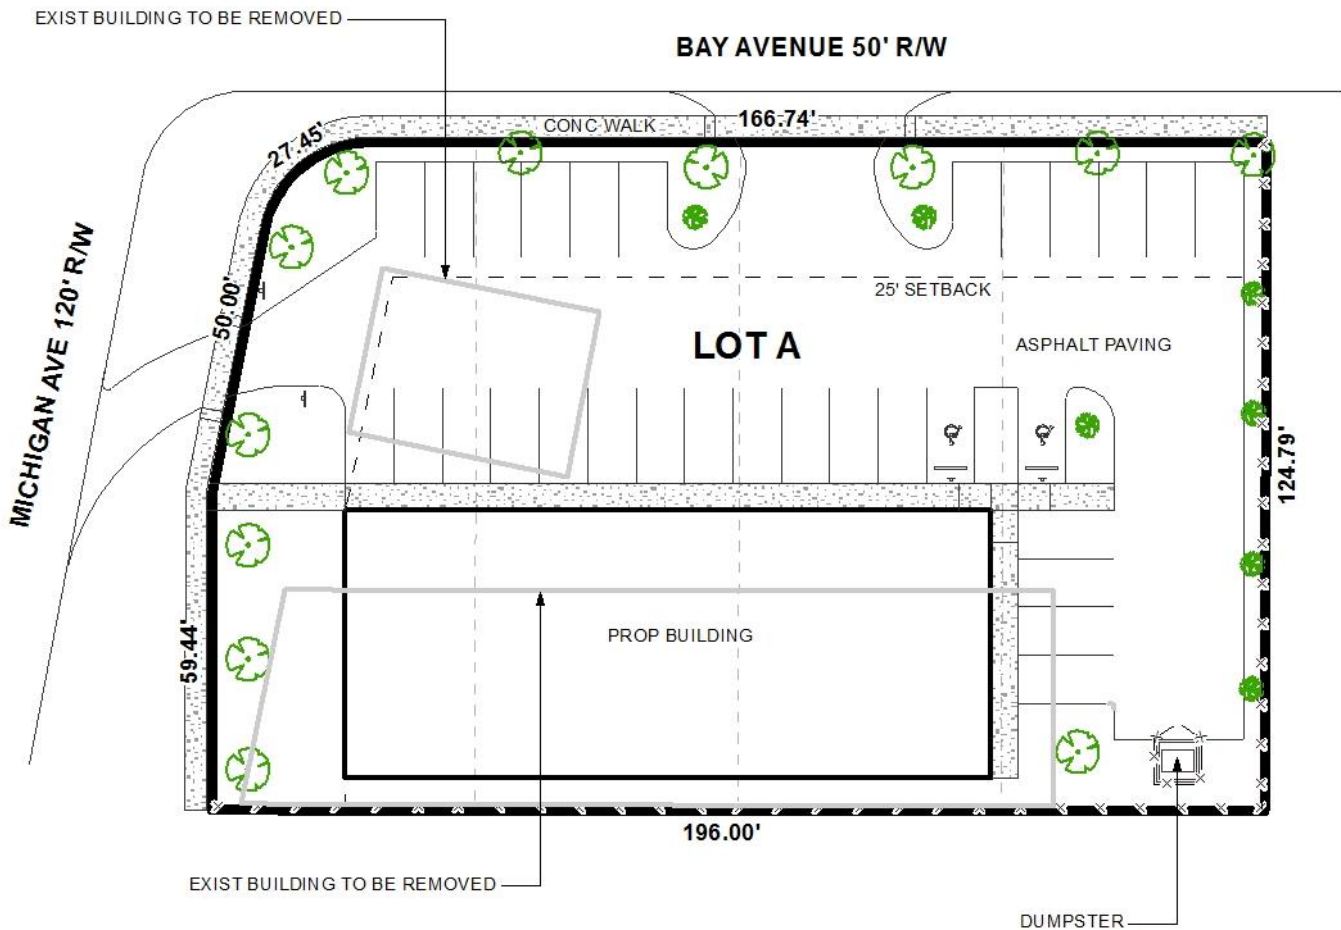 EXIST BUILDING TO BE REMOVED
BAY AVENUE 50' R/W
CONC WALK
166.74'
27.45'
MICHIGAN AVE 120' R/W
50.00'
25' SETBACK
LOT A
ASPHALT PAVING
124.79'
59.44'
PROP BUILDING
196.00'
EXIST BUILDING TO BE REMOVED
DUMPSTER